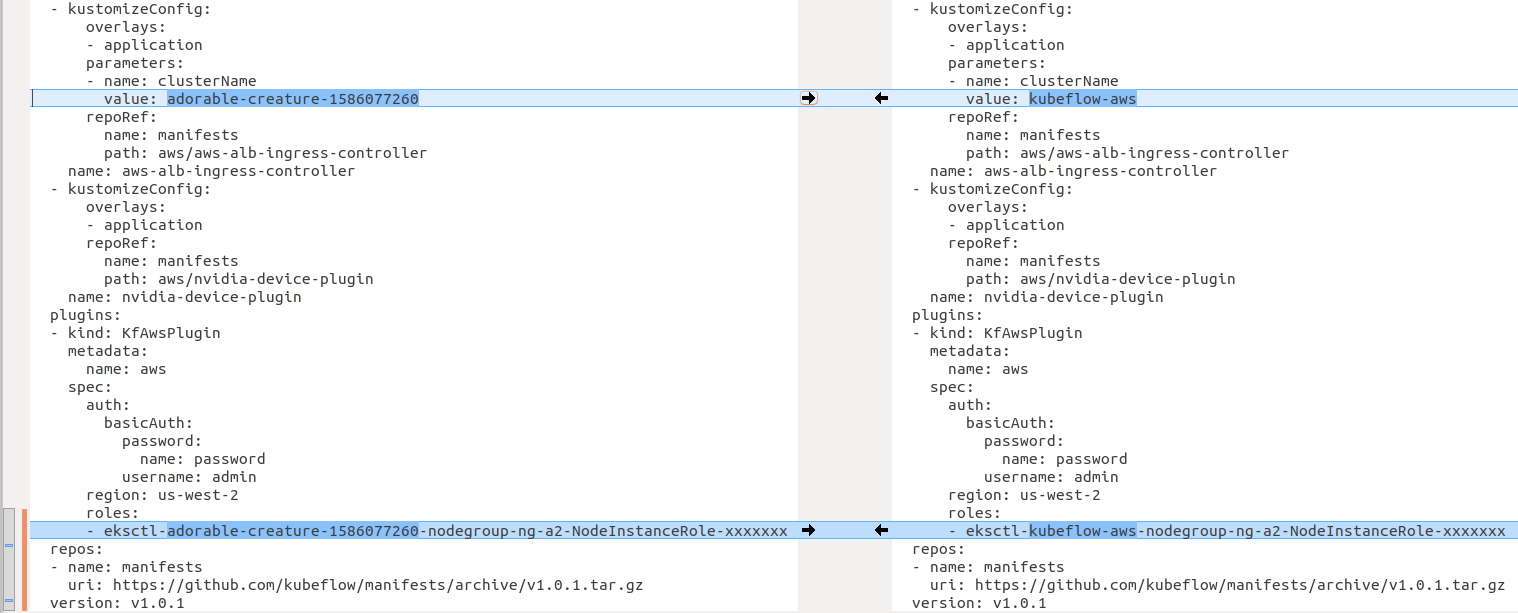 - kustomizeConfig:
    overlays:
    - application
    parameters:
    - name: clusterName
      value: adorable-creature-1586077260
    repoRef:
      name: manifests
      path: aws/aws-alb-ingress-controller
  name: aws-alb-ingress-controller
- kustomizeConfig:
    overlays:
    - application
    repoRef:
      name: manifests
      path: aws/nvidia-device-plugin
  name: nvidia-device-plugin
plugins:
- kind: KfAwsPlugin
  metadata:
    name: aws
  spec:
    auth:
      basicAuth:
        password:
          name: password
        username: admin
    region: us-west-2
    roles:
    - eksctl-adorable-creature-1586077260-nodegroup-ng-a2-NodeInstanceRole-xxxxxxx
repos:
- name: manifests
  uri: https://github.com/kubeflow/manifests/archive/v1.0.1.tar.gz
version: v1.0.1
- kustomizeConfig:
    overlays:
    - application
    parameters:
    - name: clusterName
      value: kubeflow-aws
    repoRef:
      name: manifests
      path: aws/aws-alb-ingress-controller
  name: aws-alb-ingress-controller
- kustomizeConfig:
    overlays:
    - application
    repoRef:
      name: manifests
      path: aws/nvidia-device-plugin
  name: nvidia-device-plugin
plugins:
- kind: KfAwsPlugin
  metadata:
    name: aws
  spec:
    auth:
      basicAuth:
        password:
          name: password
        username: admin
    region: us-west-2
    roles:
    - eksctl-kubeflow-aws-nodegroup-ng-a2-NodeInstanceRole-xxxxxxx
repos:
- name: manifests
  uri: https://github.com/kubeflow/manifests/archive/v1.0.1.tar.gz
version: v1.0.1